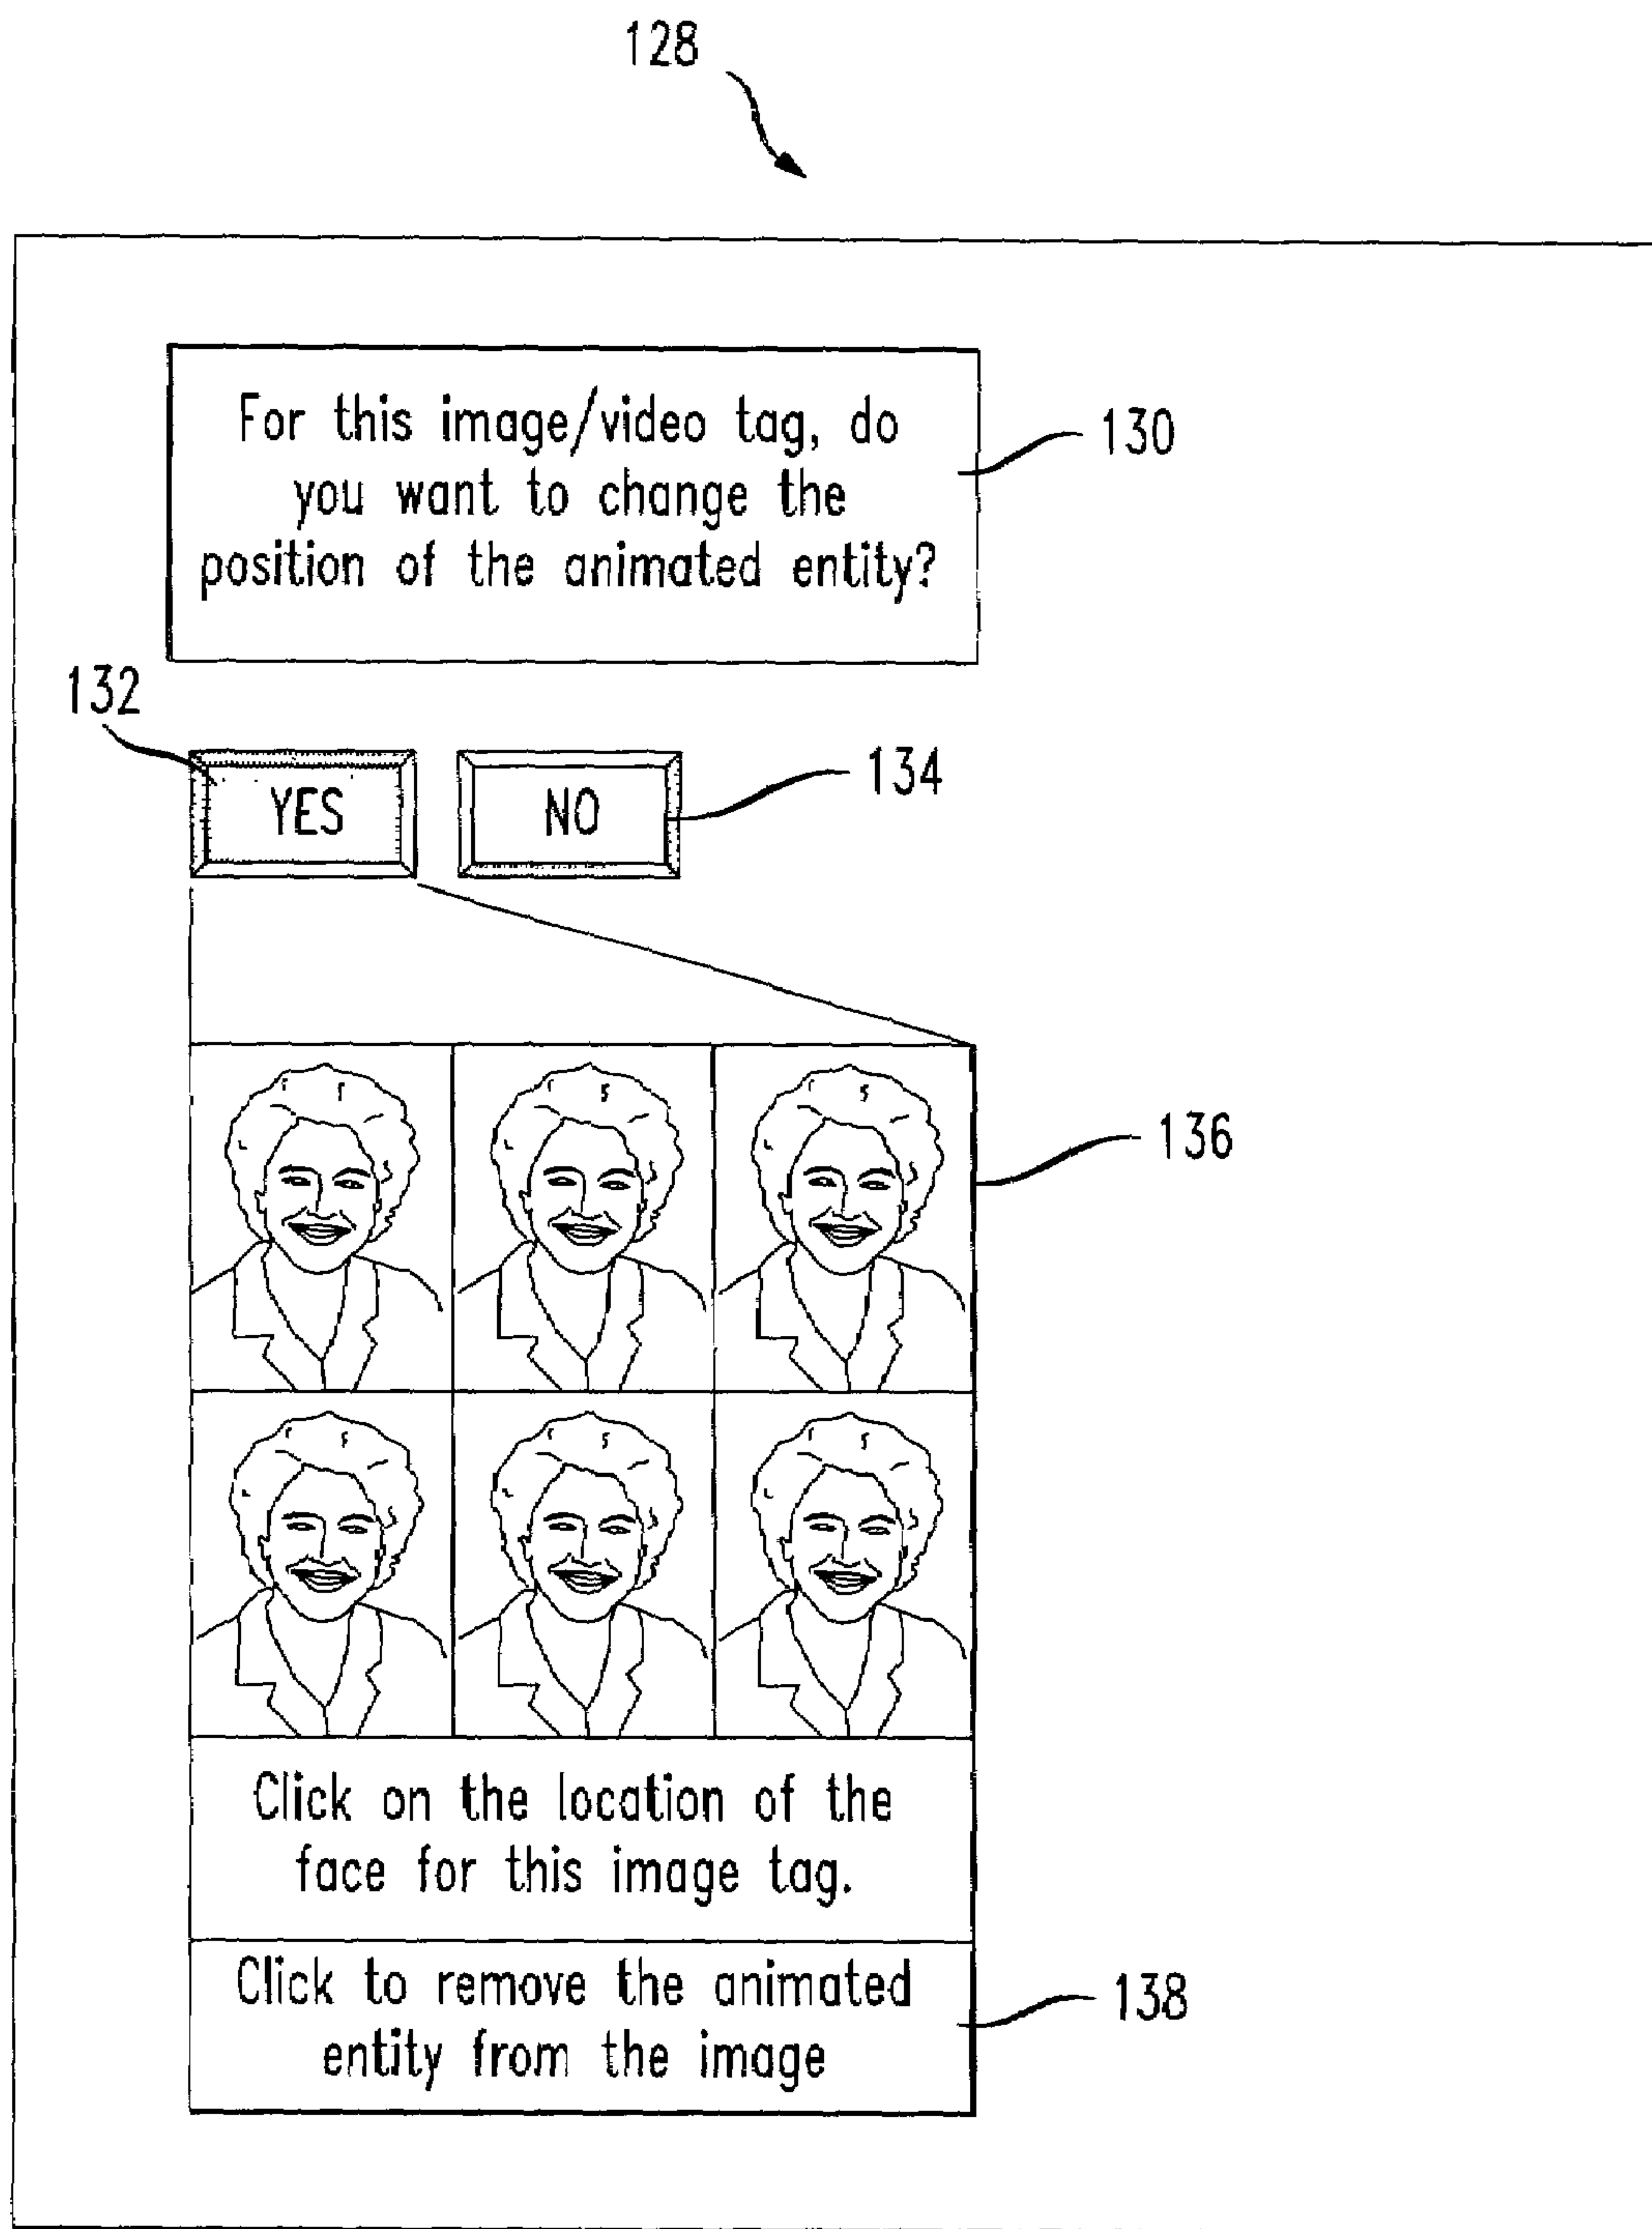 128
For this image/video tag, do
you want to change the
position of the animated entity?
130
132
YES
NO
134
136
Click on the location of the
face for this image tag.
Click to remove the animated
entity from the image
138